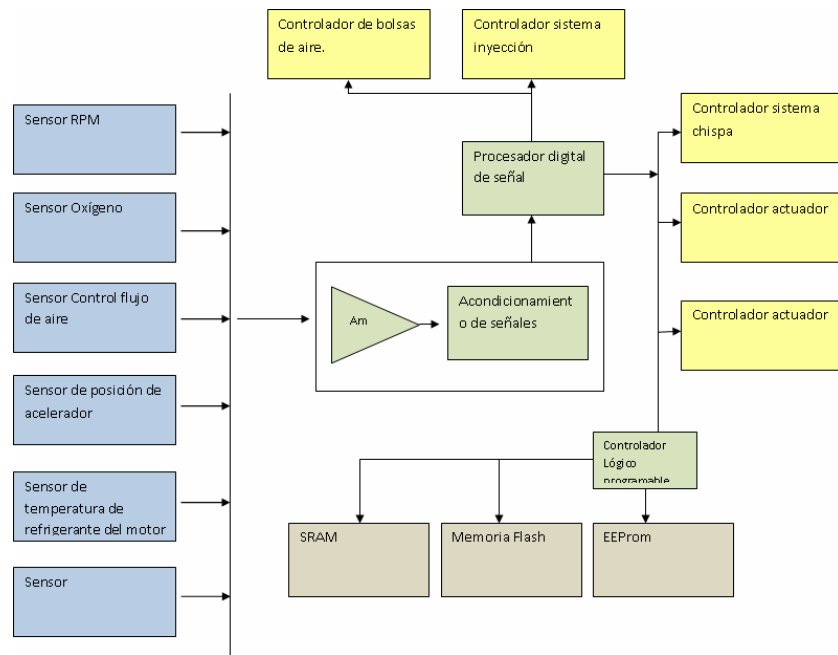 Controlador de bolsas
de aire.
Controlador sistema
inyección
Sensor RPM
Controlador sistema
chispa
Procesador digital
de señal
Sensor Oxígeno
Controlador actuador
Sensor Control flujo
de aire
Am
Acondicionamient
o de señales
Controlador actuador
Sensor de posición de
acelerador
Controlador
Lógico
programable
Sensor de
temperatura de
refrigerante del motor
SRAM
Memoria Flash
EEProm
Sensor